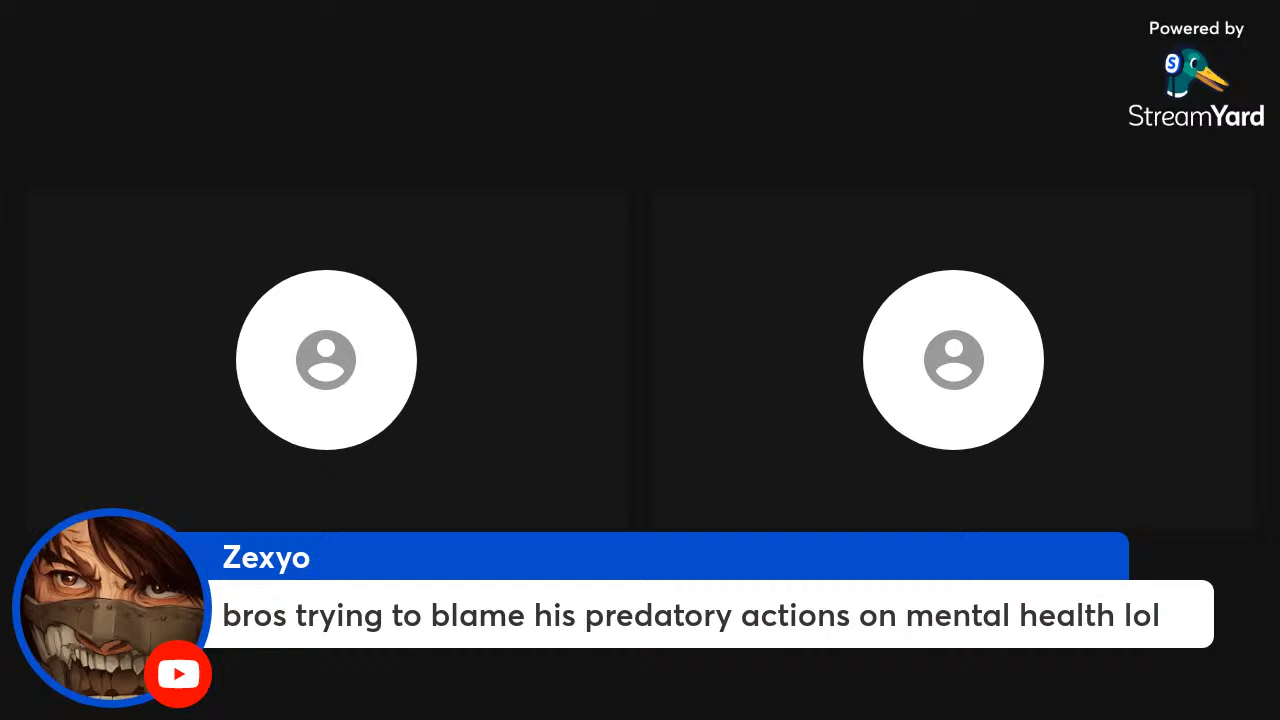 Powered by
S
StreamYard
Zexyo
bros trying to blame his predatory actions on mental health lol